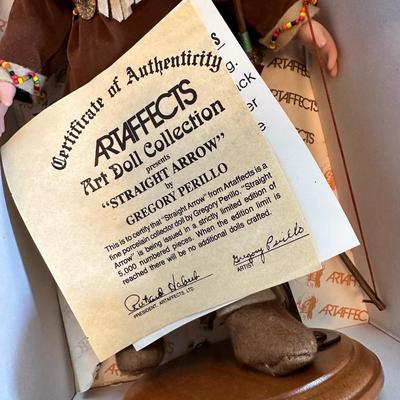 Certificate of Authenticity
ARTAFFECTS
Art Doll Collection
presents
"STRAIGHT ARROW"
by
GREGORY PERILLO
This is to certify that "Straight Arrow" from Artaffects is a
fine porcelain collector doll by Gregory Perillo. "Straight
Arrow" is being issued in a strictly limited edition of
5,000 numbered pieces. When the edition limit is
reached there will be no additional dolls crafted.
Gregory Perillo
PRESIDENT, ARTAFFECTS, LTD.
ARTIST
S
g.
ck
er
e
ARTAFFECTS
ARTAFFECTS
ARTAFFECTS